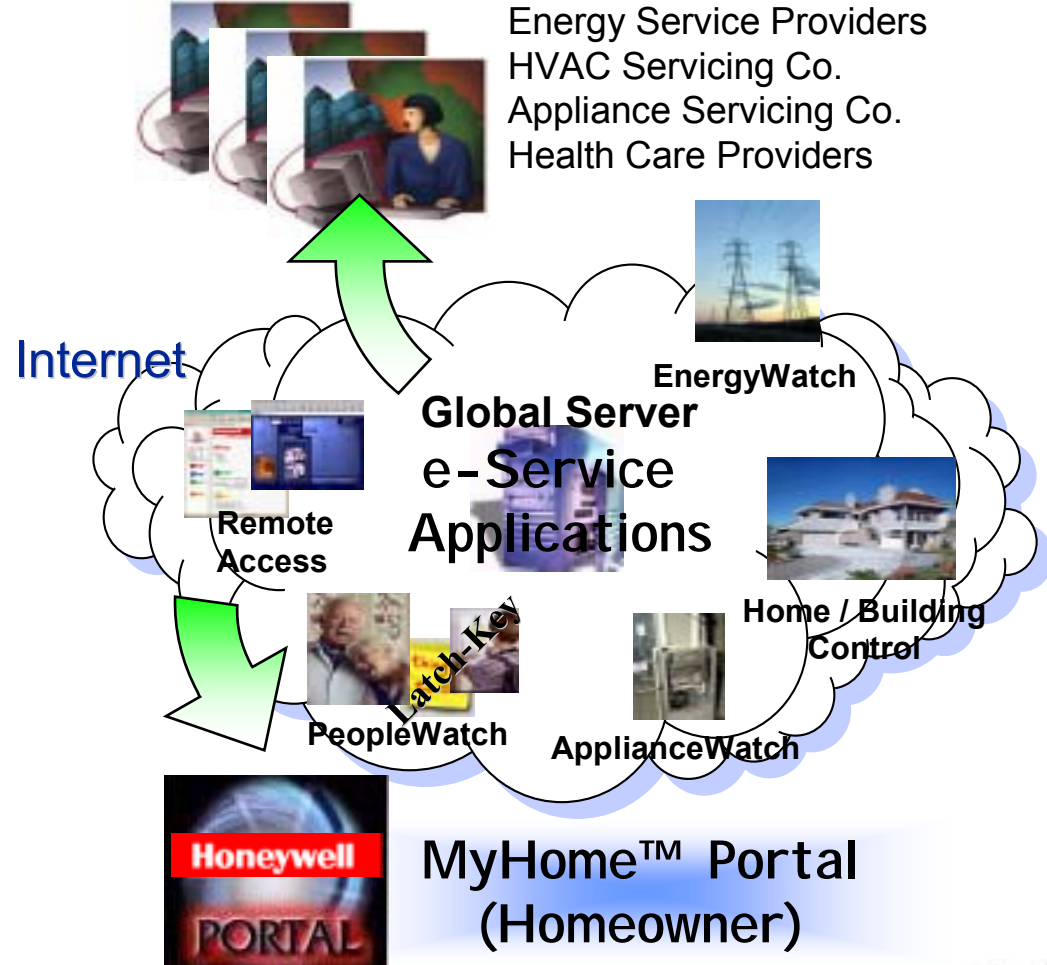 Energy Service Providers
HVAC Servicing Co.
Appliance Servicing Co.
Health Care Providers
Internet
EnergyWatch
Global Server
e-Service
Applications
Remote
Access
Home / Building
Control
Latch-Key
PeopleWatch
ApplianceWatch
Honeywell
PORTAL
MyHome™ Portal
(Homeowner)